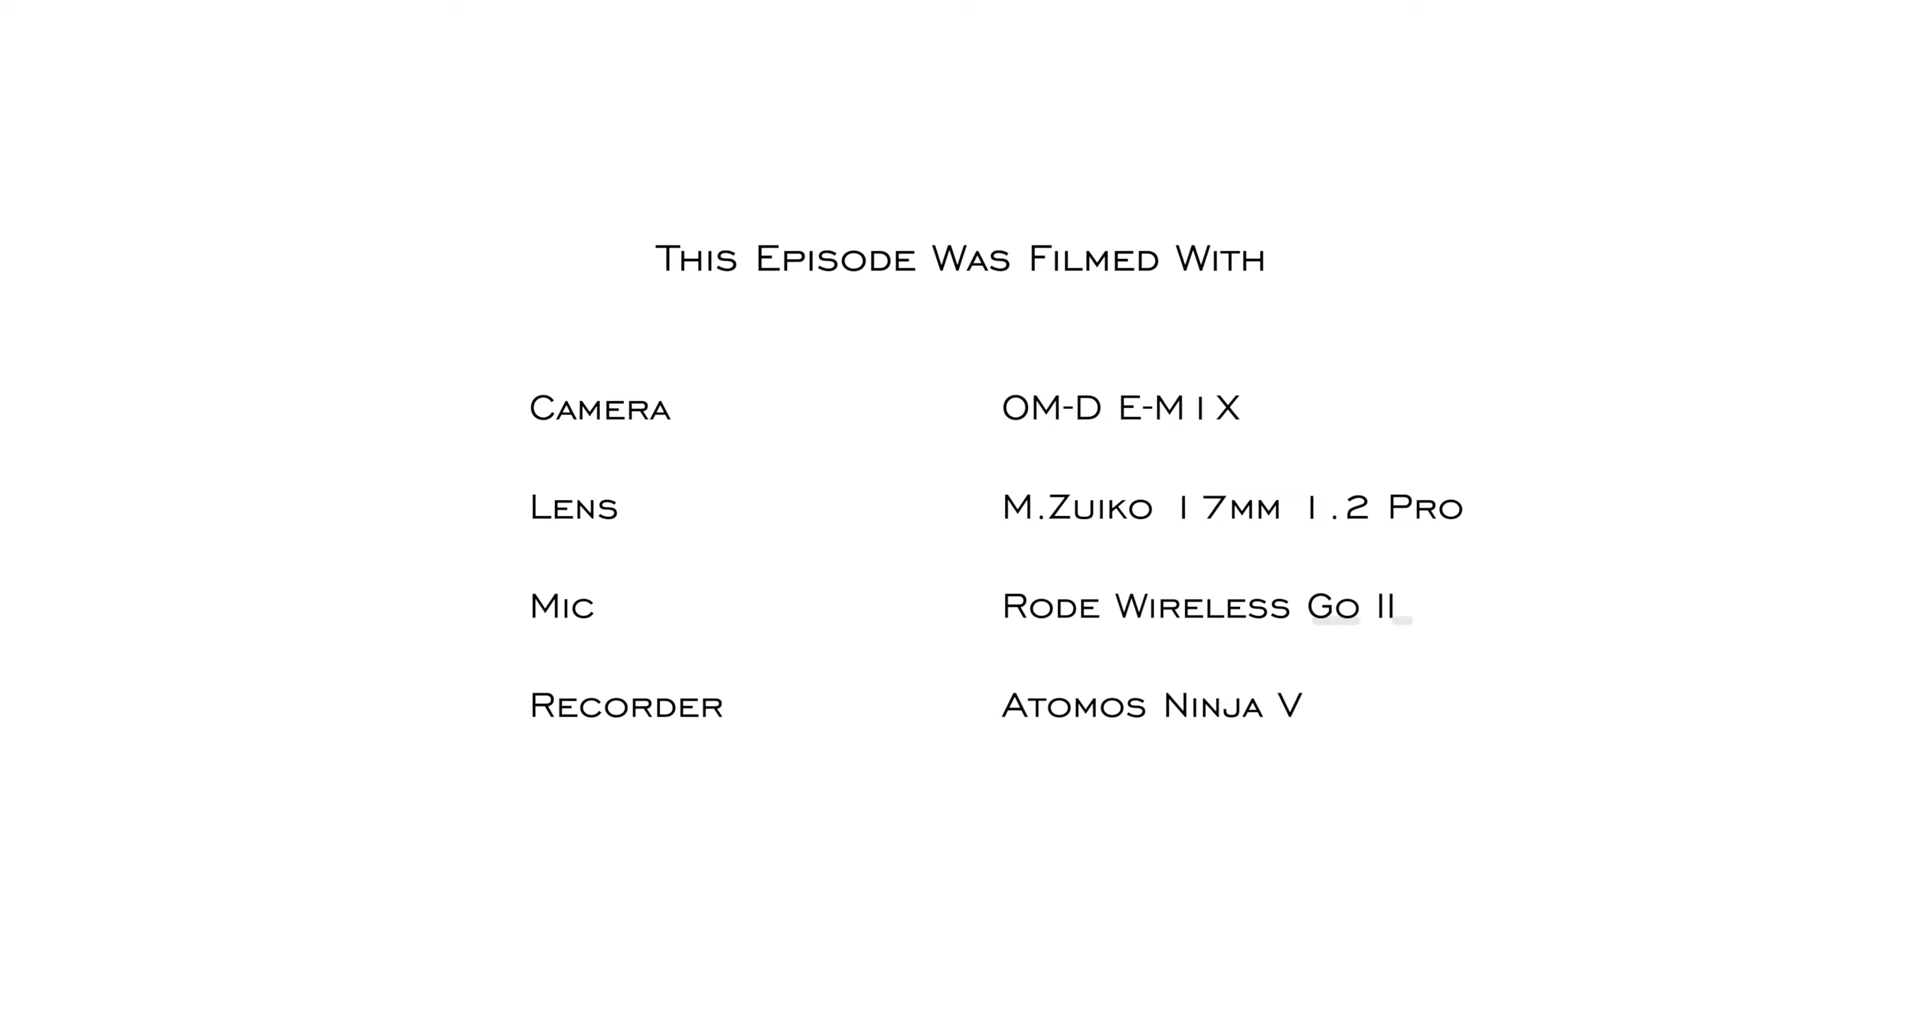 This Episode Was Filmed With
Camera OM-D E-M1X
Lens M.Zuiko 17mm 1.2 Pro
Mic Rode Wireless Go II
Recorder Atomos Ninja V